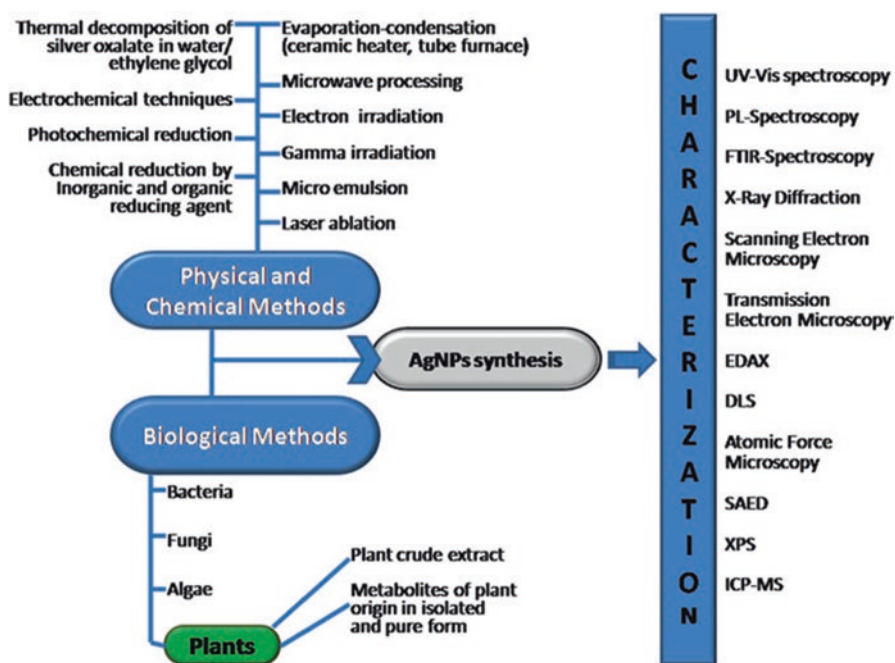 Thermal decomposition of
silver oxalate in water/
ethylene glycol
Electrochemical techniques
Photochemical reduction
Chemical reduction by
Inorganic and organic
reducing agent
Evaporation-condensation
(ceramic heater, tube furnace)
Microwave processing
Electron irradiation
Gamma irradiation
Micro emulsion
Laser ablation
Physical and
Chemical Methods
AgNPs synthesis
Biological Methods
Bacteria
Fungi
Algae
Plants
Plant crude extract
Metabolites of plant
origin in isolated
and pure form
CHARACTERIZATION
UV-Vis spectroscopy
PL-Spectroscopy
FTIR-Spectroscopy
X-Ray Diffraction
Scanning Electron
Microscopy
Transmission
Electron Microscopy
EDAX
DLS
Atomic Force
Microscopy
SAED
XPS
ICP-MS